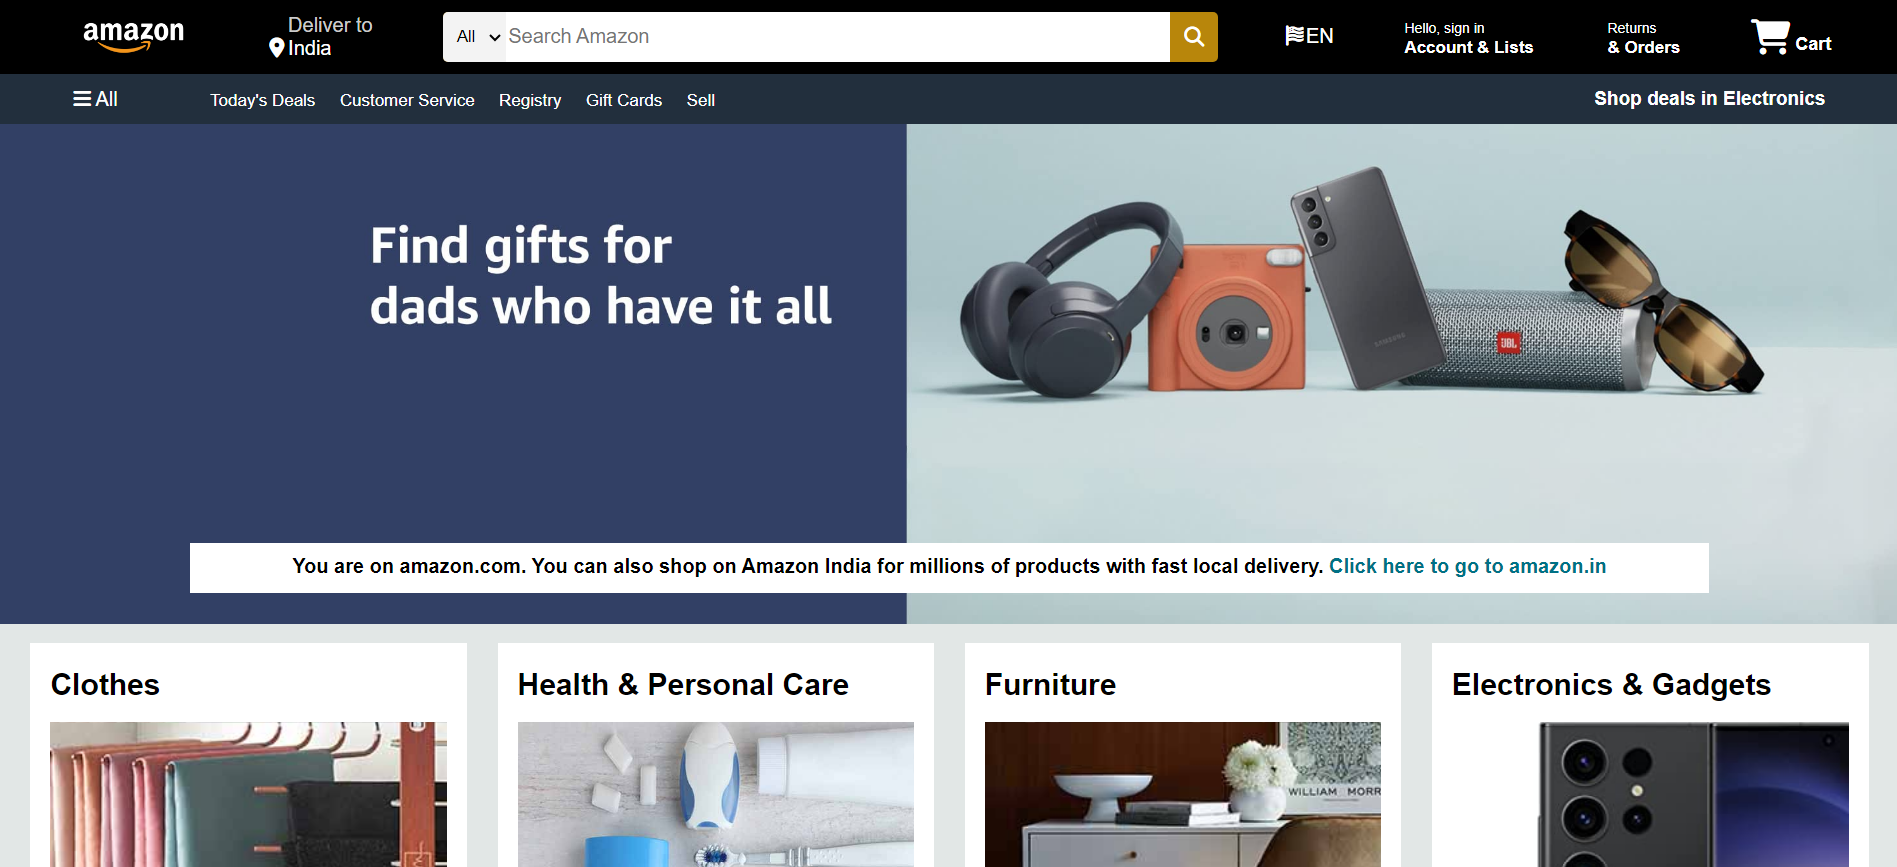 amazon
Deliver to
India
All
Search Amazon
EN
Hello, sign in
Account & Lists
Returns
& Orders
Cart
All
Today's Deals
Customer Service
Registry
Gift Cards
Sell
Shop deals in Electronics
Find gifts for
dads who have it all
SAMSUNG
JBL
You are on amazon.com. You can also shop on Amazon India for millions of products with fast local delivery. Click here to go to amazon.in
Clothes
Health & Personal Care
Furniture
Electronics & Gadgets
WILLIAM MORR